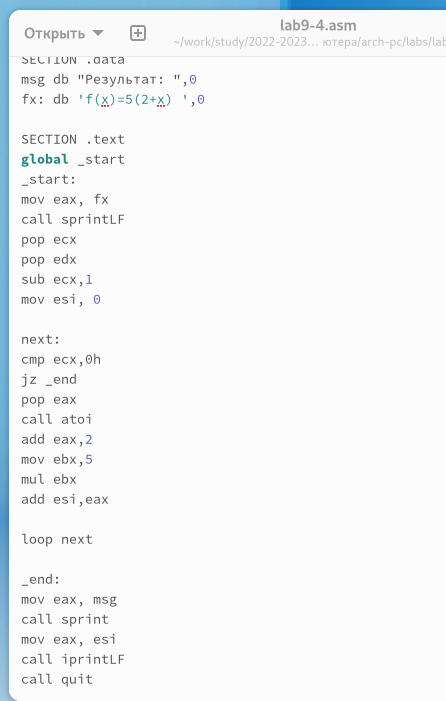 Открыть
lab9-4.asm
~/work/study/2022-2023... ютера/arch-pc/labs/lab
SECTION .data
msg db "Результат: ",0
fx: db 'f(x)=5(2+x) ',0
SECTION .text
global _start
_start:
mov eax, fx
call sprintLF
pop ecx
pop edx
sub ecx,1
mov esi, 0
next:
cmp ecx,0h
jz _end
pop eax
call atoi
add eax,2
mov ebx,5
mul ebx
add esi,eax
loop next
_end:
mov eax, msg
call sprint
mov eax, esi
call iprintLF
call quit